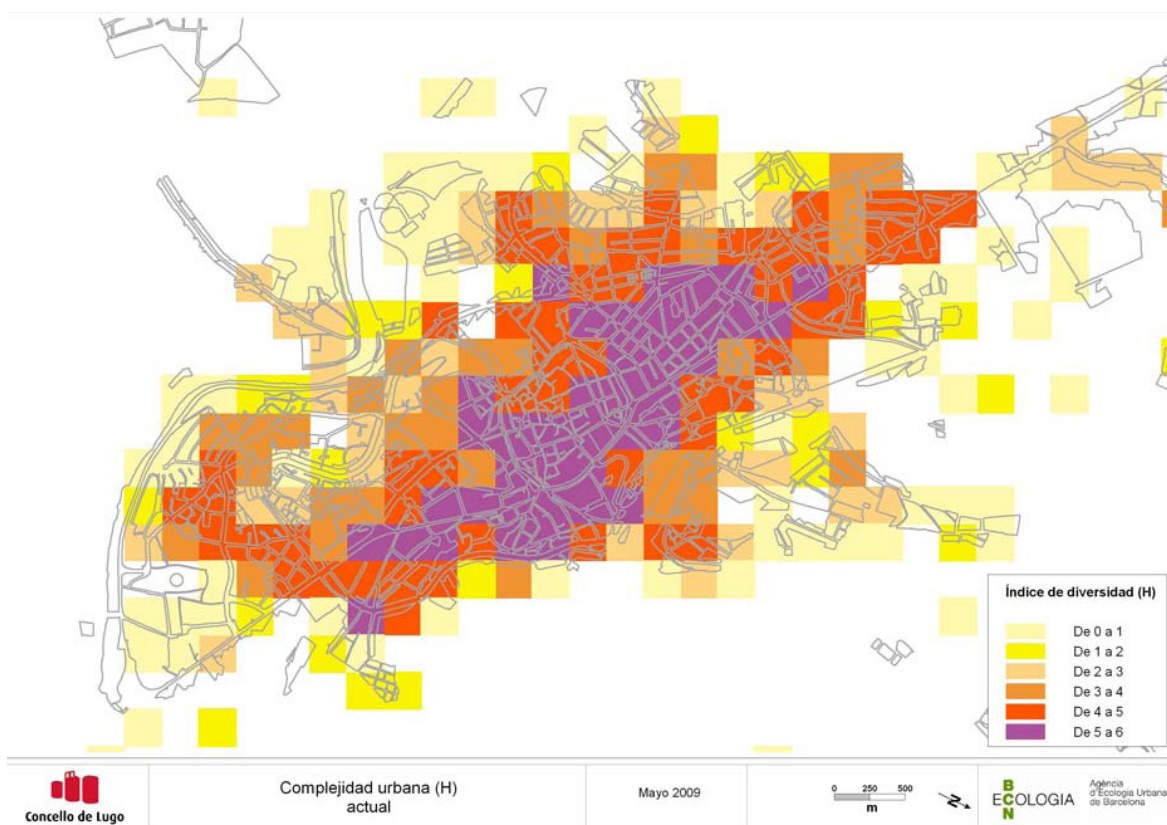 Índice de diversidad (H)
De 0 a 1
De 1 a 2
De 2 a 3
De 3 a 4
De 4 a 5
De 5 a 6
Concello de Lugo
Complejidad urbana (H)
actual
Mayo 2009
0 250 500
m
N
BCN ECOLOGIA
Agència
d'Ecologia Urbana
de Barcelona